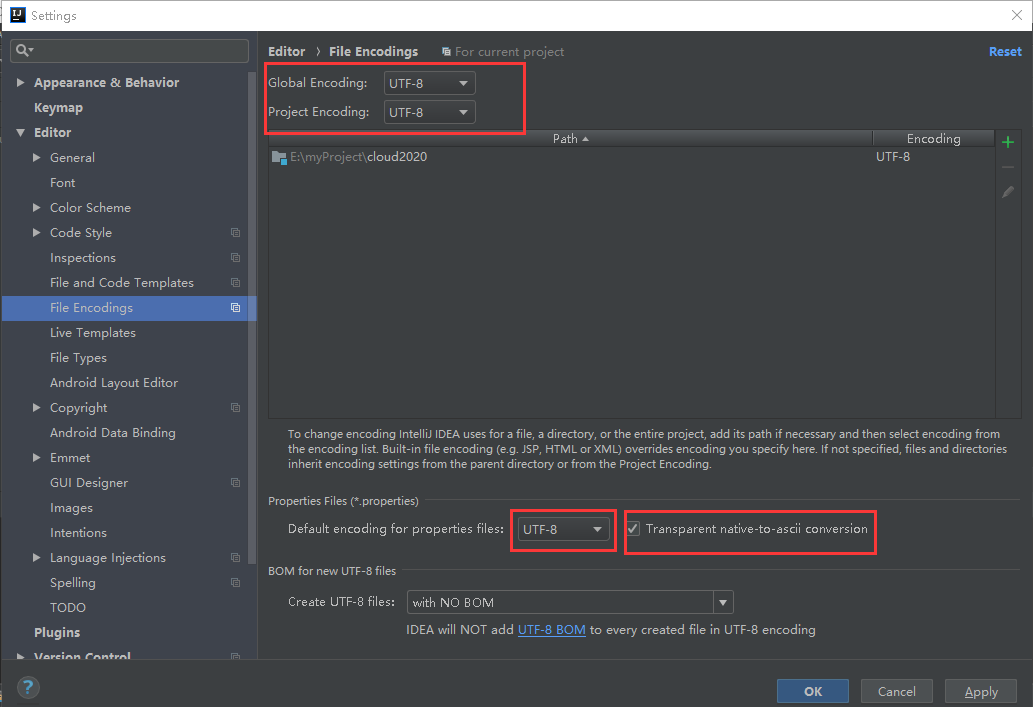 Settings
Editor › File Encodings For current project Reset
Appearance & Behavior
Keymap
Editor
General
Font
Color Scheme
Code Style
Inspections
File and Code Templates
File Encodings
Live Templates
File Types
Android Layout Editor
Copyright
Android Data Binding
Emmet
GUI Designer
Images
Intentions
Language Injections
Spelling
TODO
Plugins
Version Control
Global Encoding: UTF-8
Project Encoding: UTF-8
Path Encoding
E:\myProject\cloud2020 UTF-8
To change encoding IntelliJ IDEA uses for a file, a directory, or the entire project, add its path if necessary and then select encoding from
the encoding list. Built-in file encoding (e.g. JSP, HTML or XML) overrides encoding you specify here. If not specified, files and directories
inherit encoding settings from the parent directory or from the Project Encoding.
Properties Files (*.properties)
Default encoding for properties files: UTF-8 Transparent native-to-ascii conversion
BOM for new UTF-8 files
Create UTF-8 files: with NO BOM
IDEA will NOT add UTF-8 BOM to every created file in UTF-8 encoding
? OK Cancel Apply